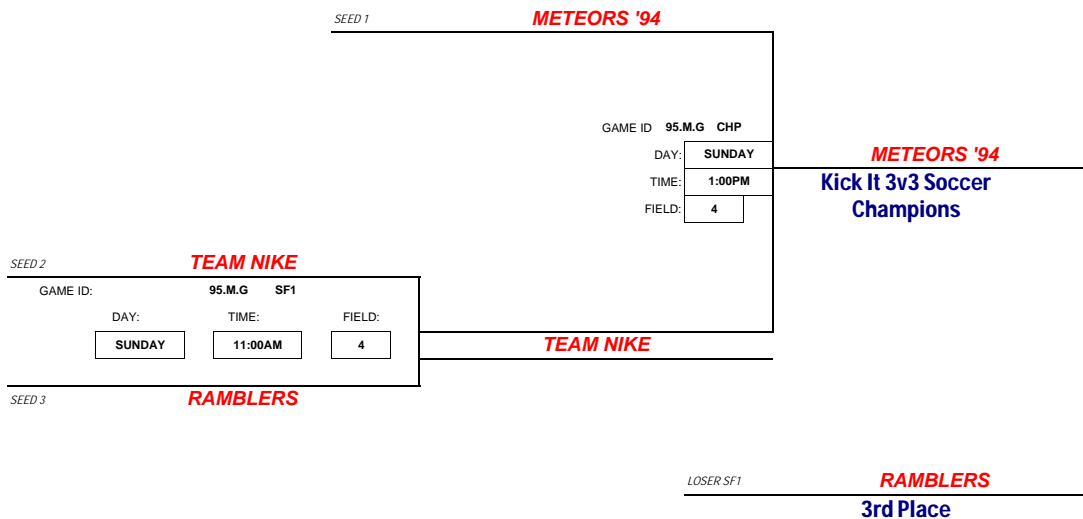 SEED 1 METEORS '94
GAME ID 95.M.G CHP
DAY: SUNDAY
METEORS '94
TIME: 1:00PM
Kick It 3v3 Soccer
Champions
FIELD: 4
SEED 2 TEAM NIKE
GAME ID: 95.M.G SF1
DAY: TIME: FIELD:
SUNDAY 11:00AM 4
TEAM NIKE
SEED 3 RAMBLERS
LOSER SF1 RAMBLERS
3rd Place